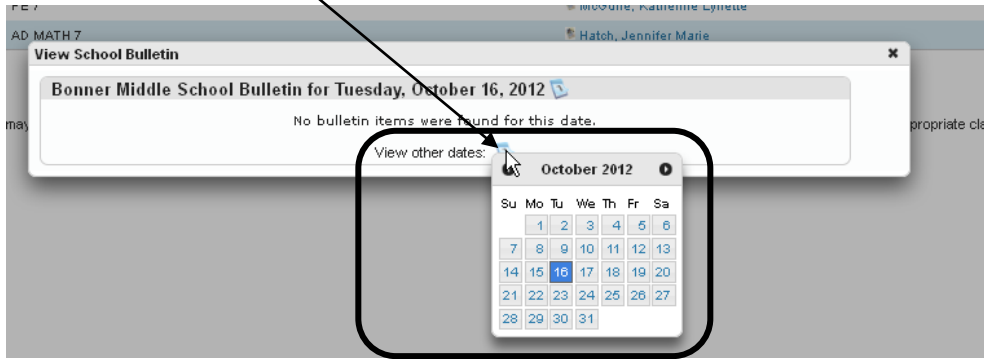 PE 7 McGuire, Katherine Lynette
AD MATH 7 Hatch, Jennifer Marie
View School Bulletin
Bonner Middle School Bulletin for Tuesday, October 16, 2012
No bulletin items were found for this date.
may propriate cla
View other dates:
October 2012
Su Mo Tu We Th Fr Sa
1 2 3 4 5 6
7 8 9 10 11 12 13
14 15 16 17 18 19 20
21 22 23 24 25 26 27
28 29 30 31